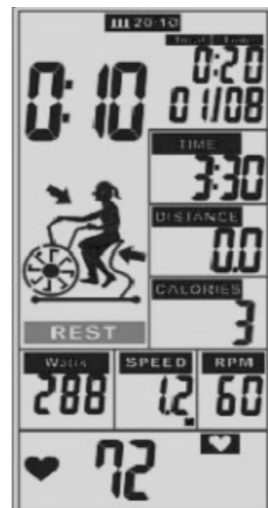 20:10
0:10
0:20
01/08
TIME
3:30
DISTANCE
0.0
CALORIES
3
REST
Watts SPEED RPM
288 1.2 60
72